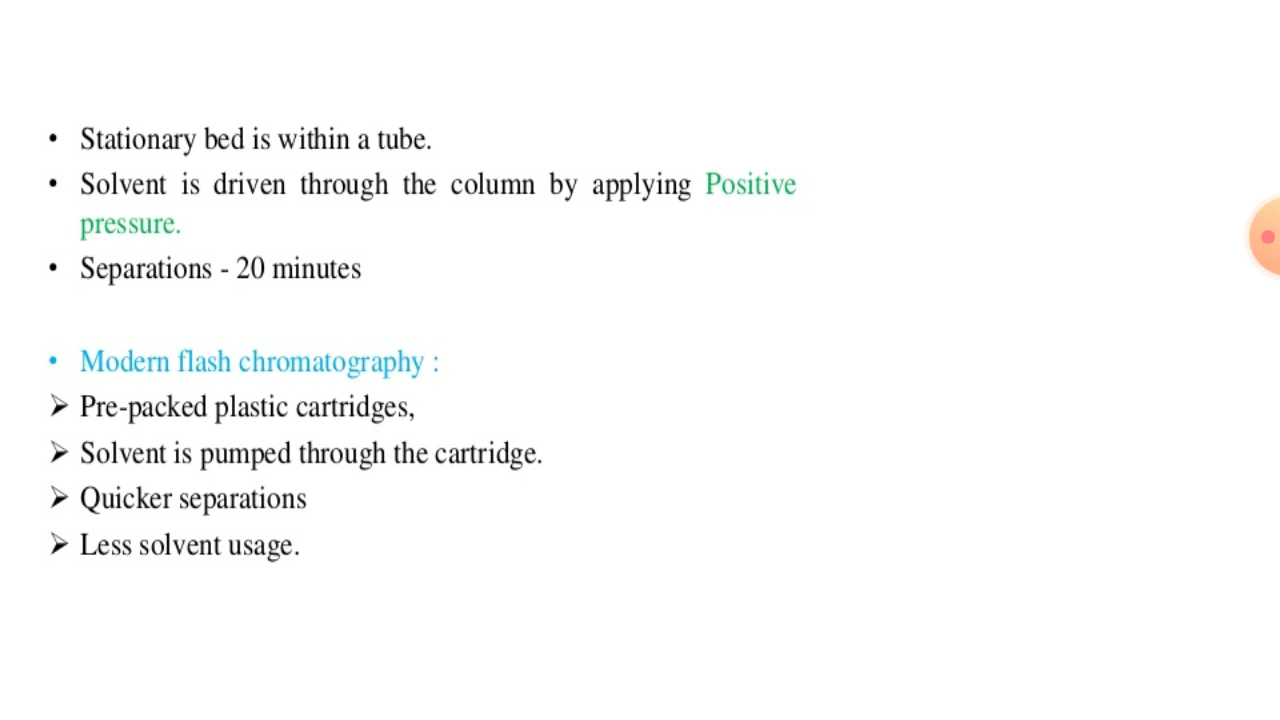 • Stationary bed is within a tube.
• Solvent is driven through the column by applying Positive
pressure.
• Separations - 20 minutes
• Modern flash chromatography :
➢ Pre-packed plastic cartridges,
➢ Solvent is pumped through the cartridge.
➢ Quicker separations
➢ Less solvent usage.